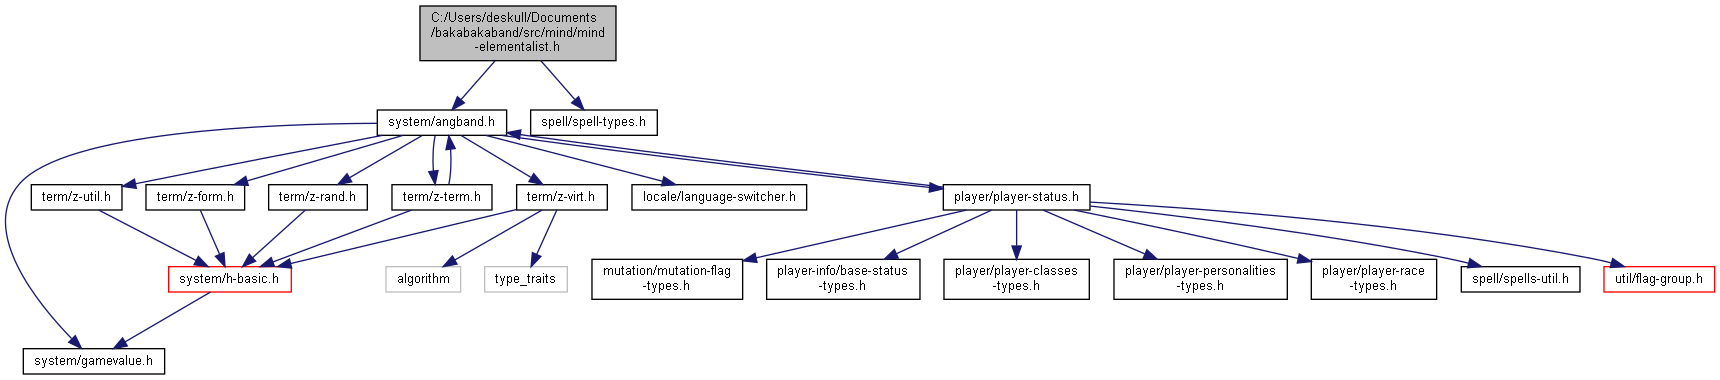 C:/Users/deskull/Documents
/bakabakaband/src/mind/mind
-elementalist.h
system/angband.h
spell/spell-types.h
term/z-util.h
term/z-form.h
term/z-rand.h
term/z-term.h
term/z-virt.h
locale/language-switcher.h
player/player-status.h
system/h-basic.h
algorithm
type_traits
mutation/mutation-flag
-types.h
player-info/base-status
-types.h
player/player-classes
-types.h
player/player-personalities
-types.h
player/player-race
-types.h
spell/spells-util.h
util/flag-group.h
system/gamevalue.h